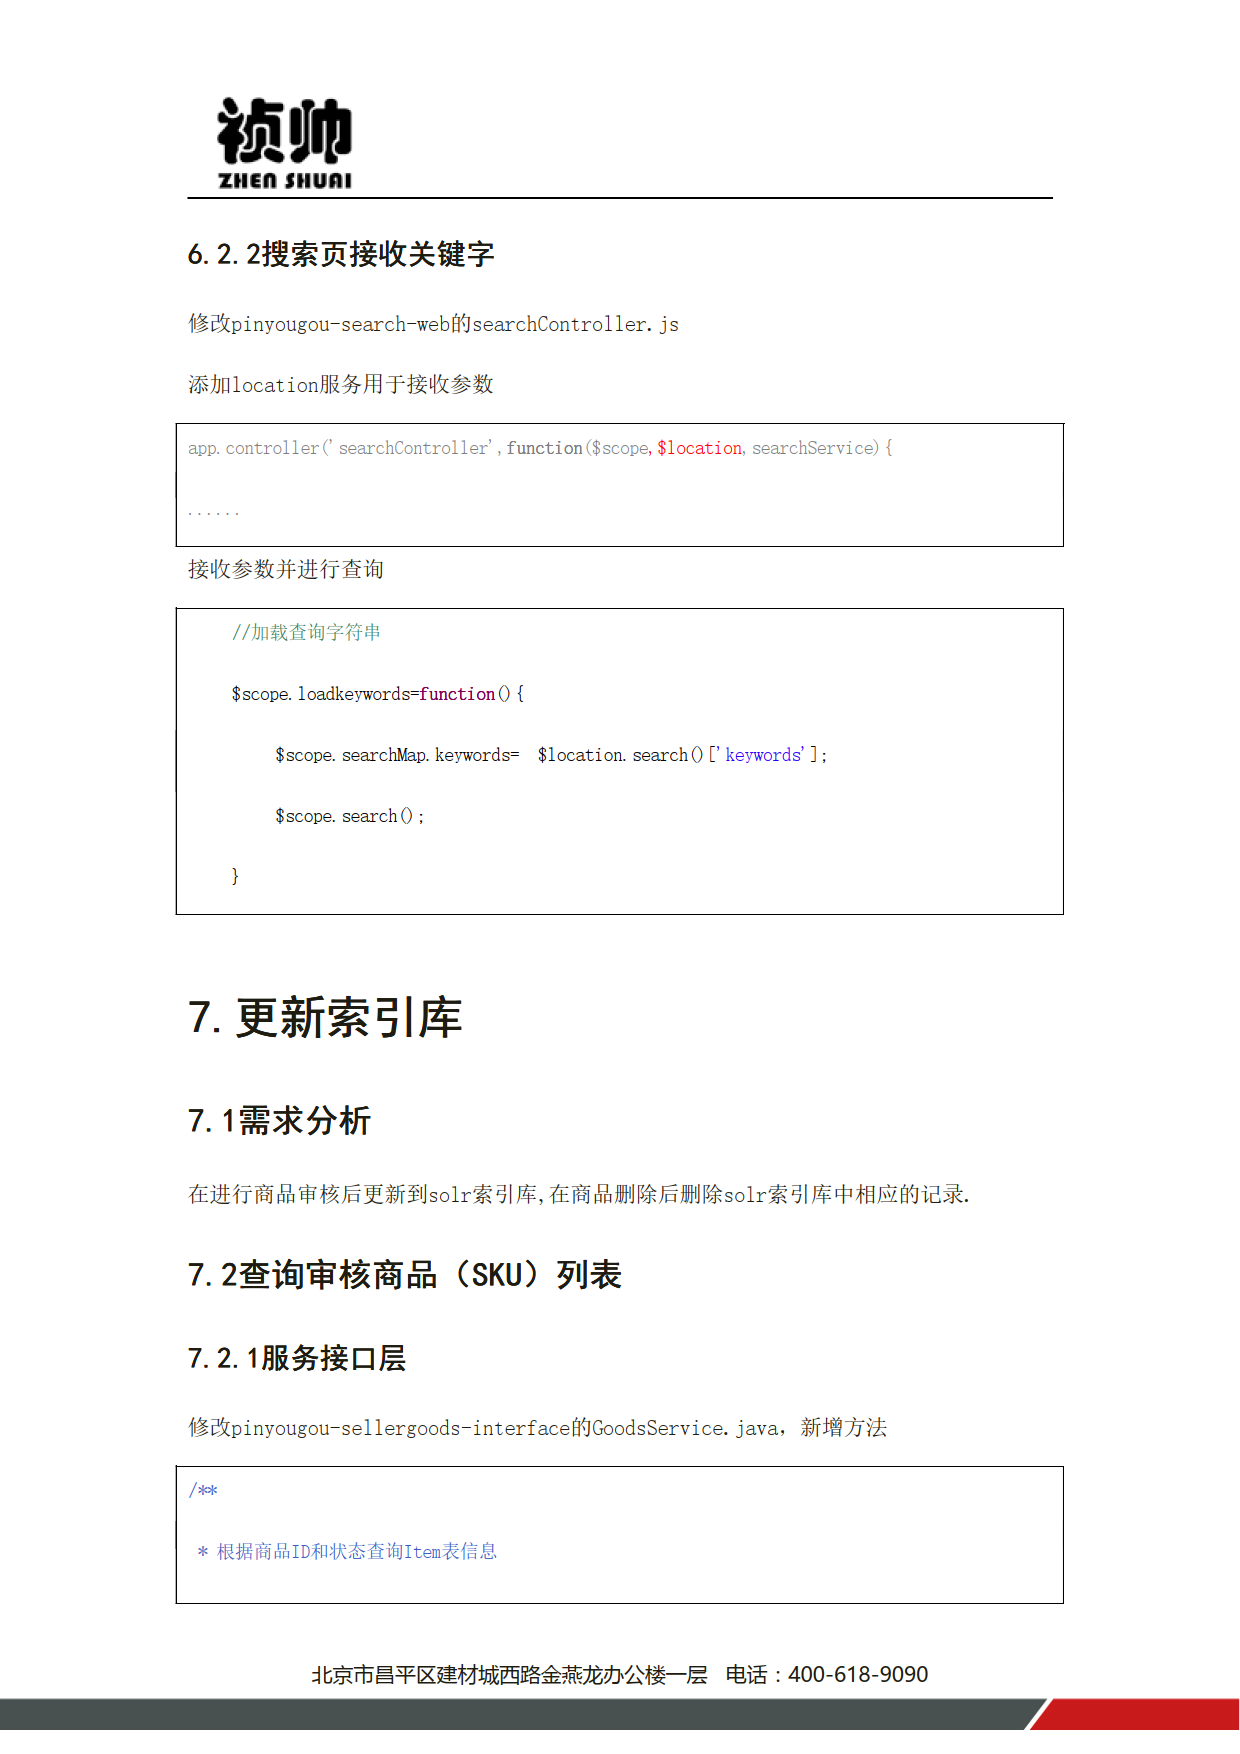 祯帅
ZHEN SHUAI
6.2.2搜索页接收关键字
修改pinyougou-search-web的searchController.js
添加location服务用于接收参数
app.controller('searchController',function($scope,$location,searchService){
......
接收参数并进行查询
//加载查询字符串
$scope.loadkeywords=function(){
$scope.searchMap.keywords=  $location.search()['keywords'];
$scope.search();
}
7.更新索引库
7.1需求分析
在进行商品审核后更新到solr索引库,在商品删除后删除solr索引库中相应的记录.
7.2查询审核商品（SKU）列表
7.2.1服务接口层
修改pinyougou-sellergoods-interface的GoodsService.java，新增方法
/**
* 根据商品ID和状态查询Item表信息
北京市昌平区建材城西路金燕龙办公楼一层 电话：400-618-9090